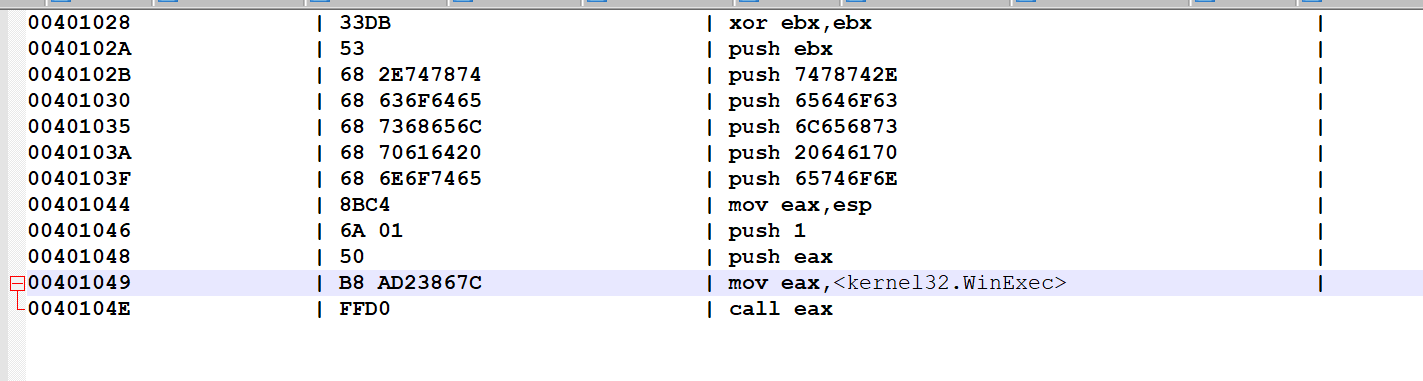 00401028 | 33DB | xor ebx,ebx |
0040102A | 53 | push ebx |
0040102B | 68 2E747874 | push 7478742E |
00401030 | 68 636F6465 | push 65646F63 |
00401035 | 68 7368656C | push 6C656873 |
0040103A | 68 70616420 | push 20646170 |
0040103F | 68 6E6F7465 | push 65746F6E |
00401044 | 8BC4 | mov eax,esp |
00401046 | 6A 01 | push 1 |
00401048 | 50 | push eax |
00401049 | B8 AD23867C | mov eax,<kernel32.WinExec> |
0040104E | FFD0 | call eax